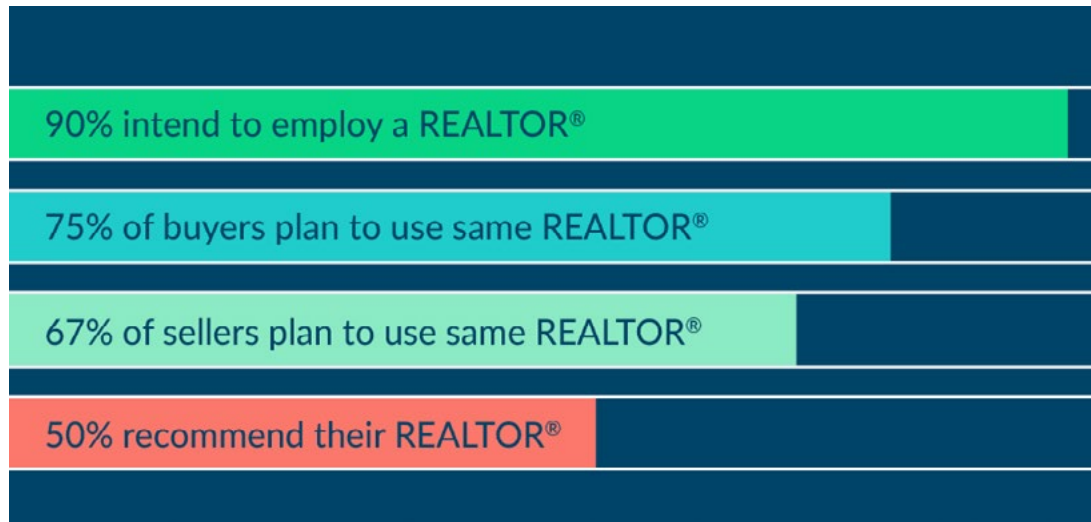 90% intend to employ a REALTOR®
75% of buyers plan to use same REALTOR®
67% of sellers plan to use same REALTOR®
50% recommend their REALTOR®